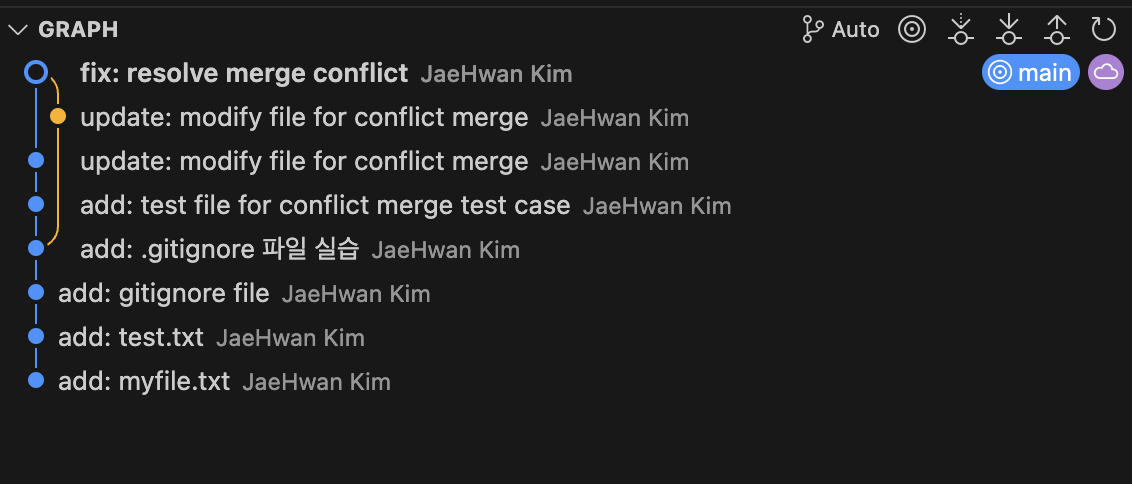 GRAPH Auto
fix: resolve merge conflict JaeHwan Kim main
update: modify file for conflict merge JaeHwan Kim
update: modify file for conflict merge JaeHwan Kim
add: test file for conflict merge test case JaeHwan Kim
add: .gitignore 파일 실습 JaeHwan Kim
add: gitignore file JaeHwan Kim
add: test.txt JaeHwan Kim
add: myfile.txt JaeHwan Kim